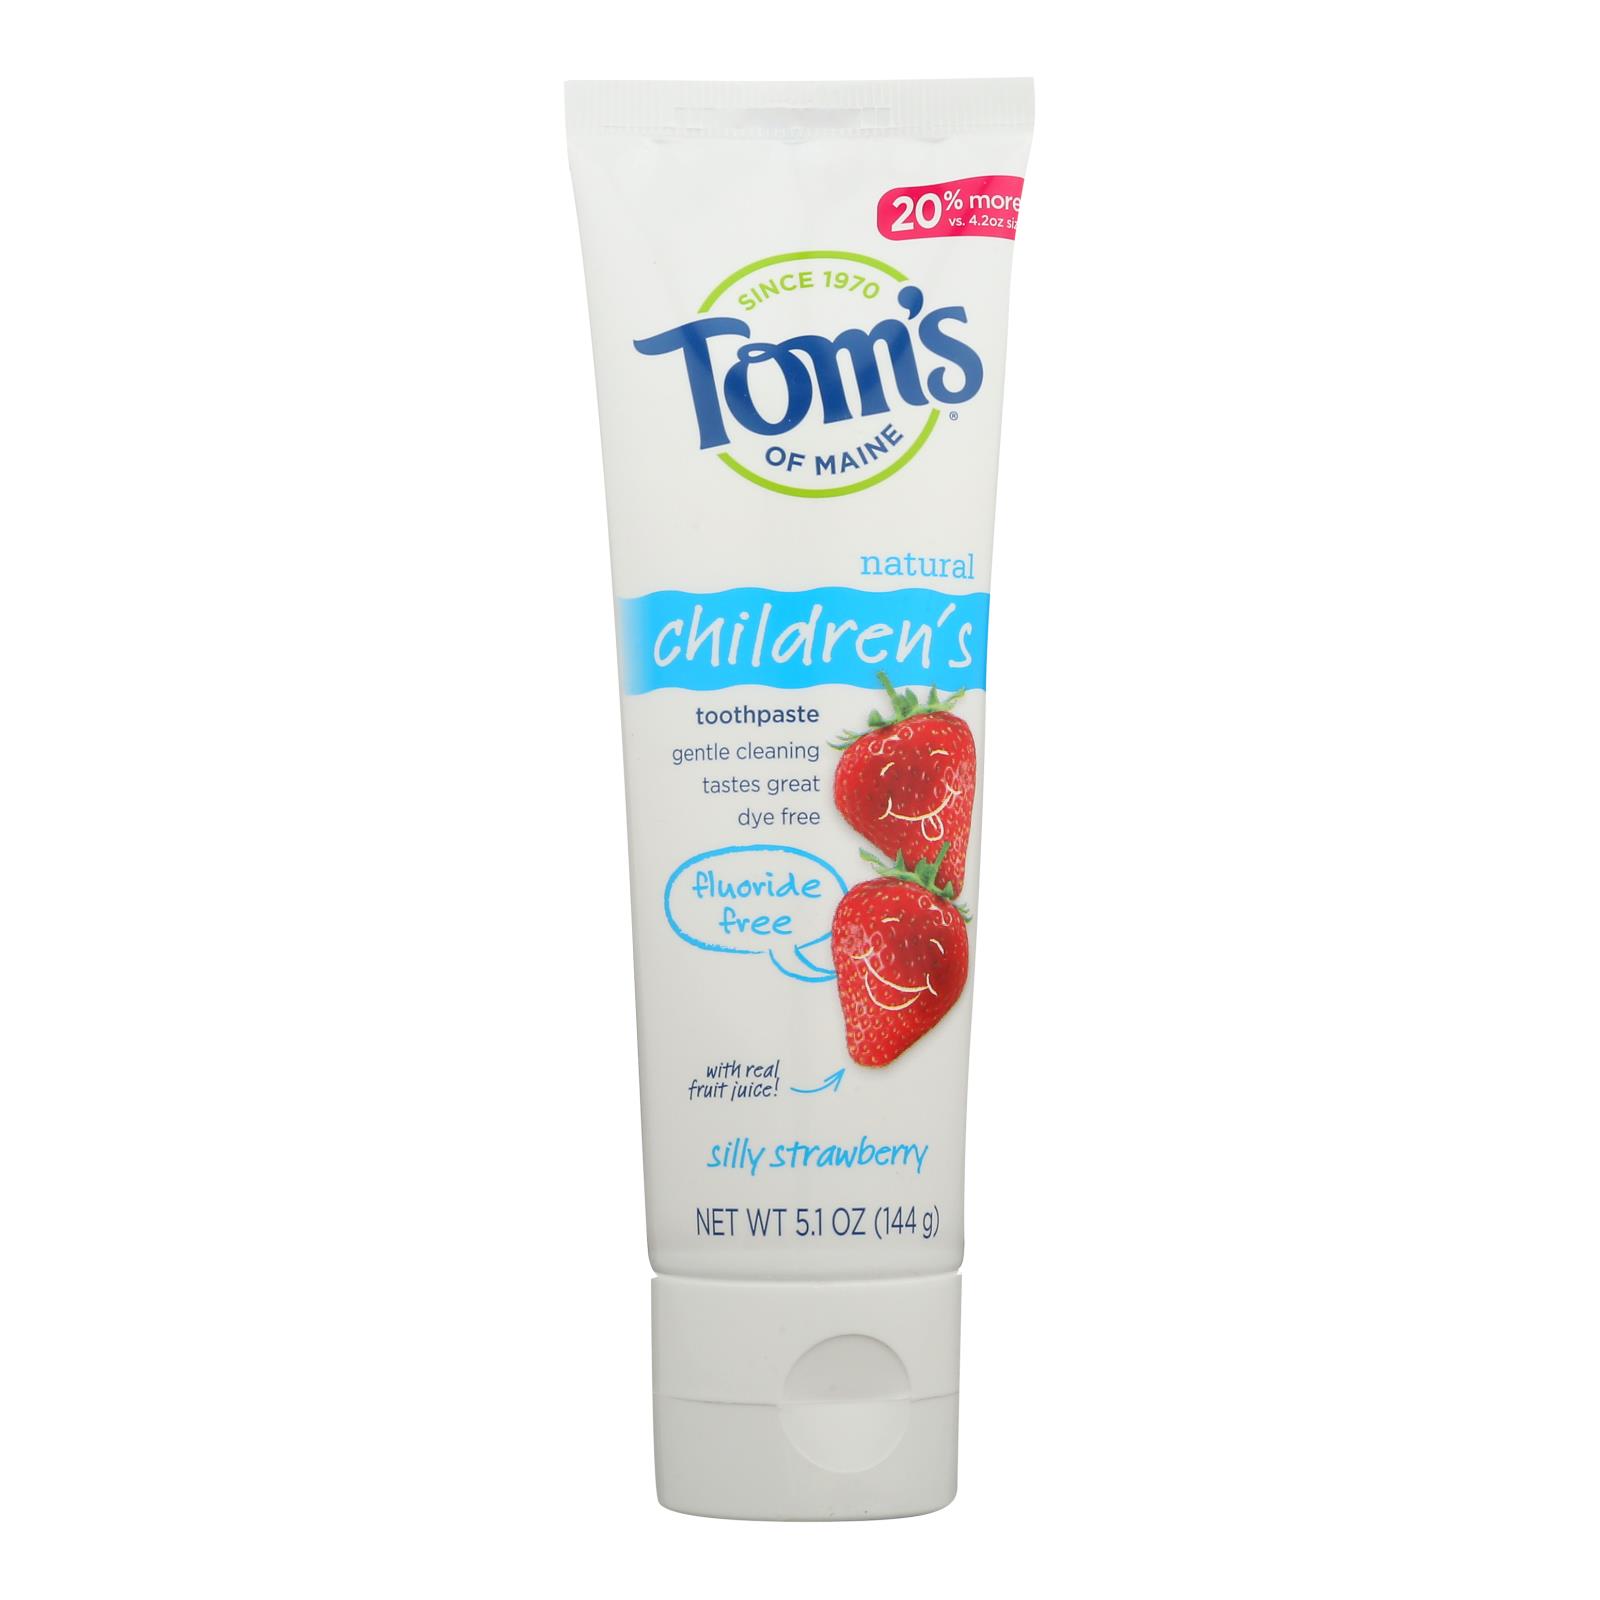 20% more
vs. 4.2oz
SINCE 1970
Tom's
®
OF MAINE
natural
children's
toothpaste
gentle cleaning
tastes great
dye free
fluoride
free
with real
fruit juice!
silly strawberry
NET WT 5.1 OZ (144 g)